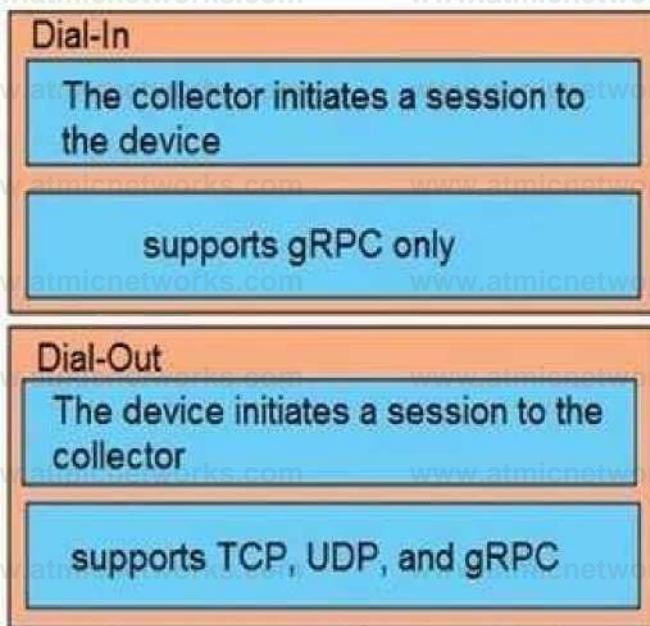 Dial-In
The collector initiates a session to
the device
supports gRPC only
Dial-Out
The device initiates a session to the
collector
supports TCP, UDP, and gRPC